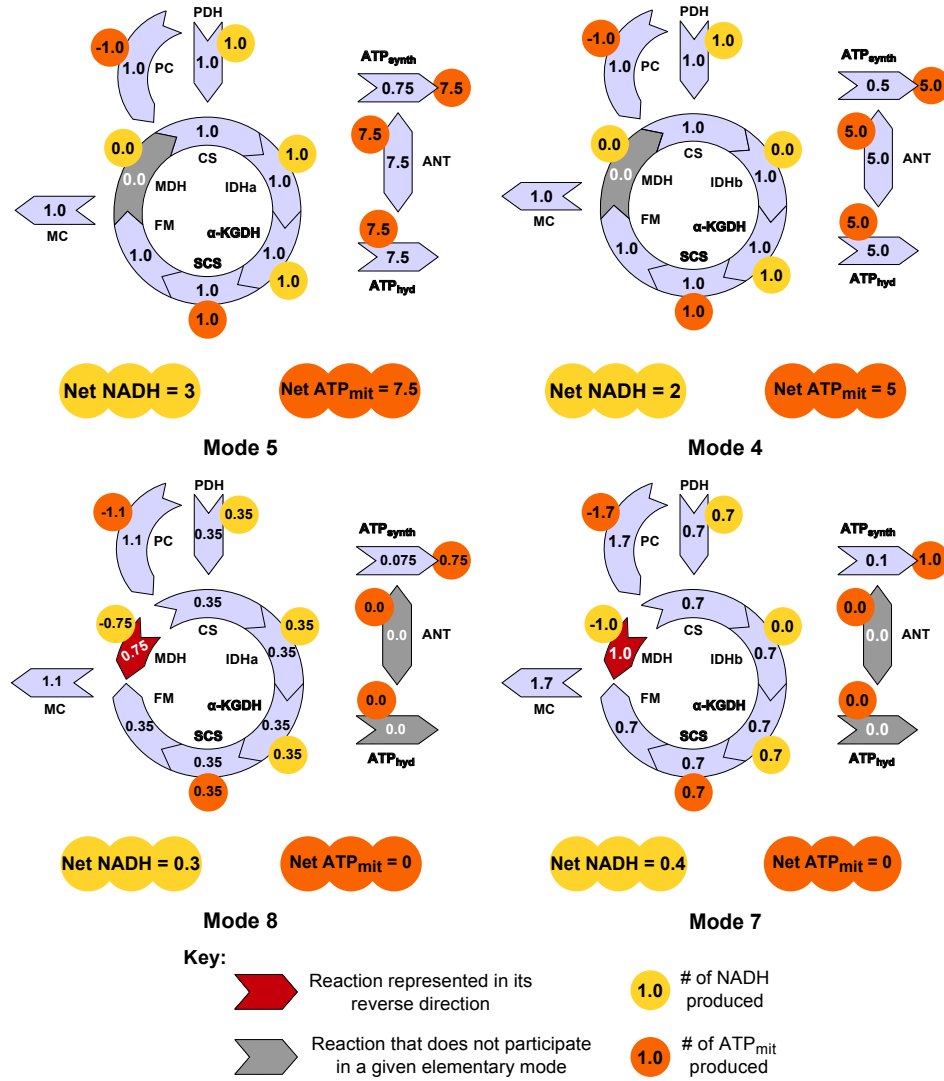 PDH
-1.0
1.0
1.0
1.0
PC
ATPsynth
0.75
7.5
0.0
1.0
1.0
7.5
CS
0.0
MDH
IDHa
1.0
7.5
ANT
1.0
MC
FM
α-KGDH
7.5
1.0
SCS
1.0
1.0
7.5
1.0
ATPhyd
1.0
Net NADH = 3
Net ATPmit = 7.5
Mode 5
PDH
-1.0
1.0
1.0
1.0
PC
ATPsynth
0.5
5.0
0.0
1.0
0.0
5.0
CS
0.0
MDH
IDHb
1.0
5.0
ANT
1.0
MC
FM
α-KGDH
5.0
1.0
SCS
1.0
1.0
5.0
1.0
ATPhyd
1.0
Net NADH = 2
Net ATPmit = 5
Mode 4
PDH
-1.1
0.35
1.1
0.35
PC
ATPsynth
0.075
0.75
-0.75
0.35
0.35
0.0
CS
0.75
MDH
IDHa
0.35
0.0
ANT
1.1
MC
FM
α-KGDH
0.0
0.35
SCS
0.35
0.35
0.0
0.35
ATPhyd
0.35
Net NADH = 0.3
Net ATPmit = 0
Mode 8
PDH
-1.7
0.7
1.7
0.7
PC
ATPsynth
0.1
1.0
-1.0
0.7
0.0
0.0
CS
1.0
MDH
IDHb
0.7
0.0
ANT
1.7
MC
FM
α-KGDH
0.0
0.7
SCS
0.7
0.7
0.0
0.7
ATPhyd
0.7
Net NADH = 0.4
Net ATPmit = 0
Mode 7
Key:
Reaction represented in its
reverse direction
1.0
# of NADH
produced
Reaction that does not participate
in a given elementary mode
1.0
# of ATPmit
produced